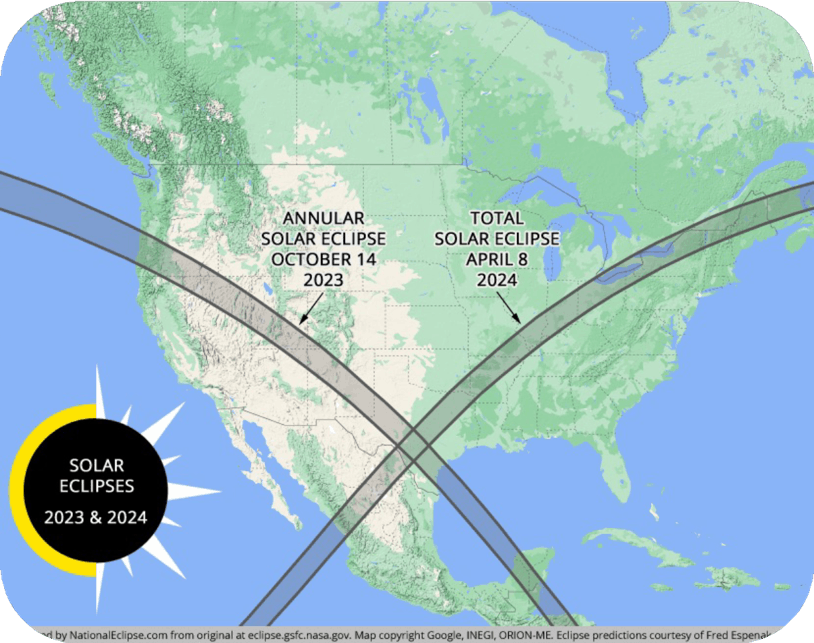 ANNULAR
SOLAR ECLIPSE
OCTOBER 14
2023
TOTAL
SOLAR ECLIPSE
APRIL 8
2024
SOLAR
ECLIPSES
2023 & 2024
by NationalEclipse.com from original at eclipse.gsfc.nasa.gov. Map copyright Google, INEGI, ORION-ME. Eclipse predictions courtesy of Fred